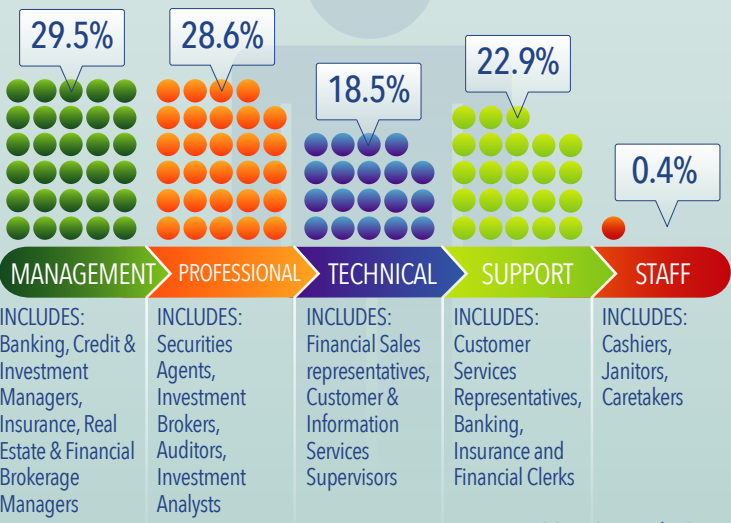 29.5%
28.6%
18.5%
22.9%
0.4%
MANAGEMENT
PROFESSIONAL
TECHNICAL
SUPPORT
STAFF
INCLUDES:
Banking, Credit &
Investment
Managers,
Insurance, Real
Estate & Financial
Brokerage
Managers
INCLUDES:
Securities
Agents,
Investment
Brokers,
Auditors,
Investment
Analysts
INCLUDES:
Financial Sales
representatives,
Customer &
Information
Services
Supervisors
INCLUDES:
Customer
Services
Representatives,
Banking,
Insurance and
Financial Clerks
INCLUDES:
Cashiers,
Janitors,
Caretakers